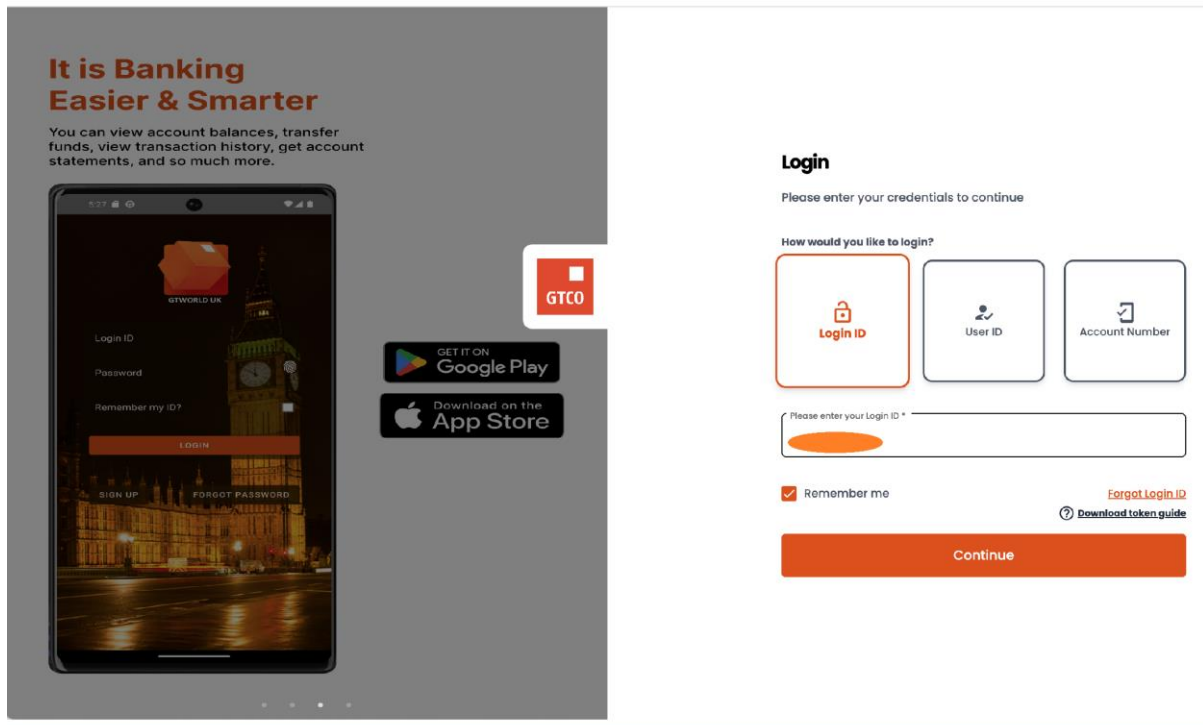 It is Banking
Easier & Smarter
You can view account balances, transfer
funds, view transaction history, get account
statements, and so much more.
5:27
GTWORLD UK
Login ID
Password
Remember my ID?
LOGIN
SIGN UP
FORGOT PASSWORD
GET IT ON
Google Play
Download on the
App Store
GTCO
Login
Please enter your credentials to continue
How would you like to login?
Login ID
User ID
Account Number
Please enter your Login ID *
Remember me
Forgot Login ID
Download token guide
Continue